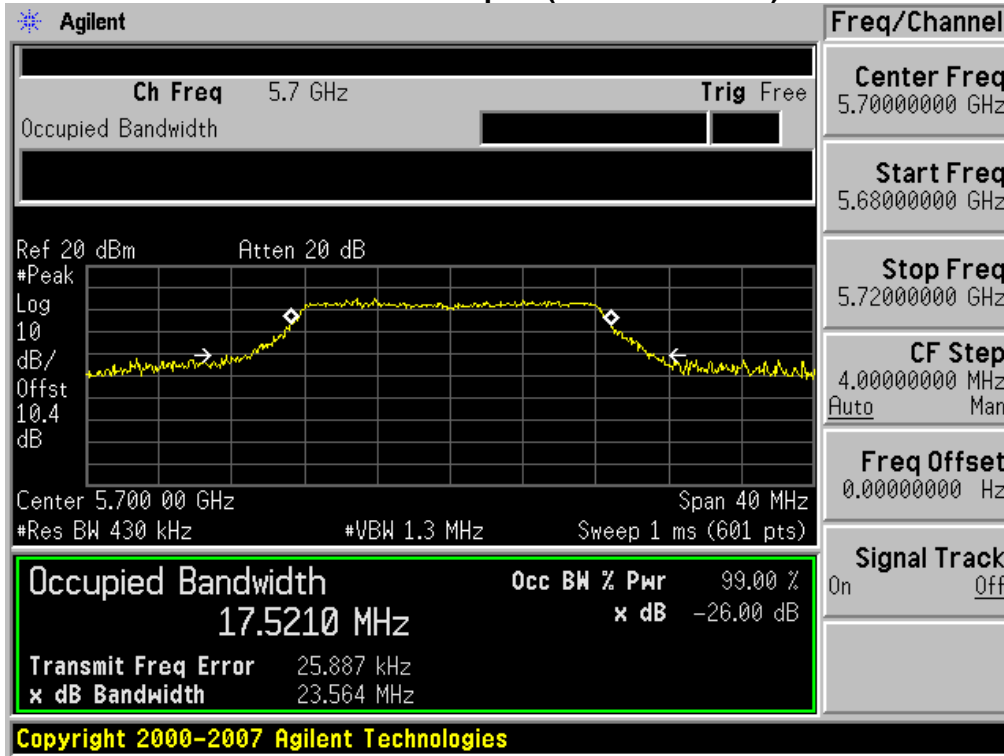 Agilent
Freq/Channel
Ch Freq 5.7 GHz Trig Free
Occupied Bandwidth
Center Freq
5.70000000 GHz
Start Freq
5.68000000 GHz
Stop Freq
5.72000000 GHz
CF Step
4.00000000 MHz
Auto Man
Freq Offset
0.00000000 Hz
Signal Track
On Off
Ref 20 dBm Atten 20 dB
#Peak
Log
10
dB/
Offst
10.4
dB
Center 5.700 00 GHz Span 40 MHz
#Res BW 430 kHz #VBW 1.3 MHz Sweep 1 ms (601 pts)
Occupied Bandwidth Occ BW % Pwr 99.00 %
17.5210 MHz x dB -26.00 dB
Transmit Freq Error 25.887 kHz
x dB Bandwidth 23.564 MHz
Copyright 2000-2007 Agilent Technologies